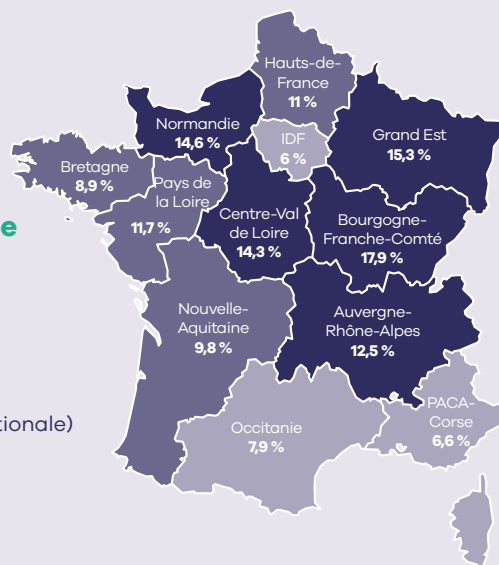 Hauts-de-
France
11 %
Normandie
14,6 %
IDF
6 %
Grand Est
15,3 %
Bretagne
8,9 %
Pays de
la Loire
11,7 %
Centre-Val
de Loire
14,3 %
Bourgogne-
Franche-Comté
17,9 %
e
Nouvelle-
Aquitaine
9,8 %
Auvergne-
Rhône-Alpes
12,5 %
tionale)
Occitanie
7,9 %
PACA-
Corse
6,6 %